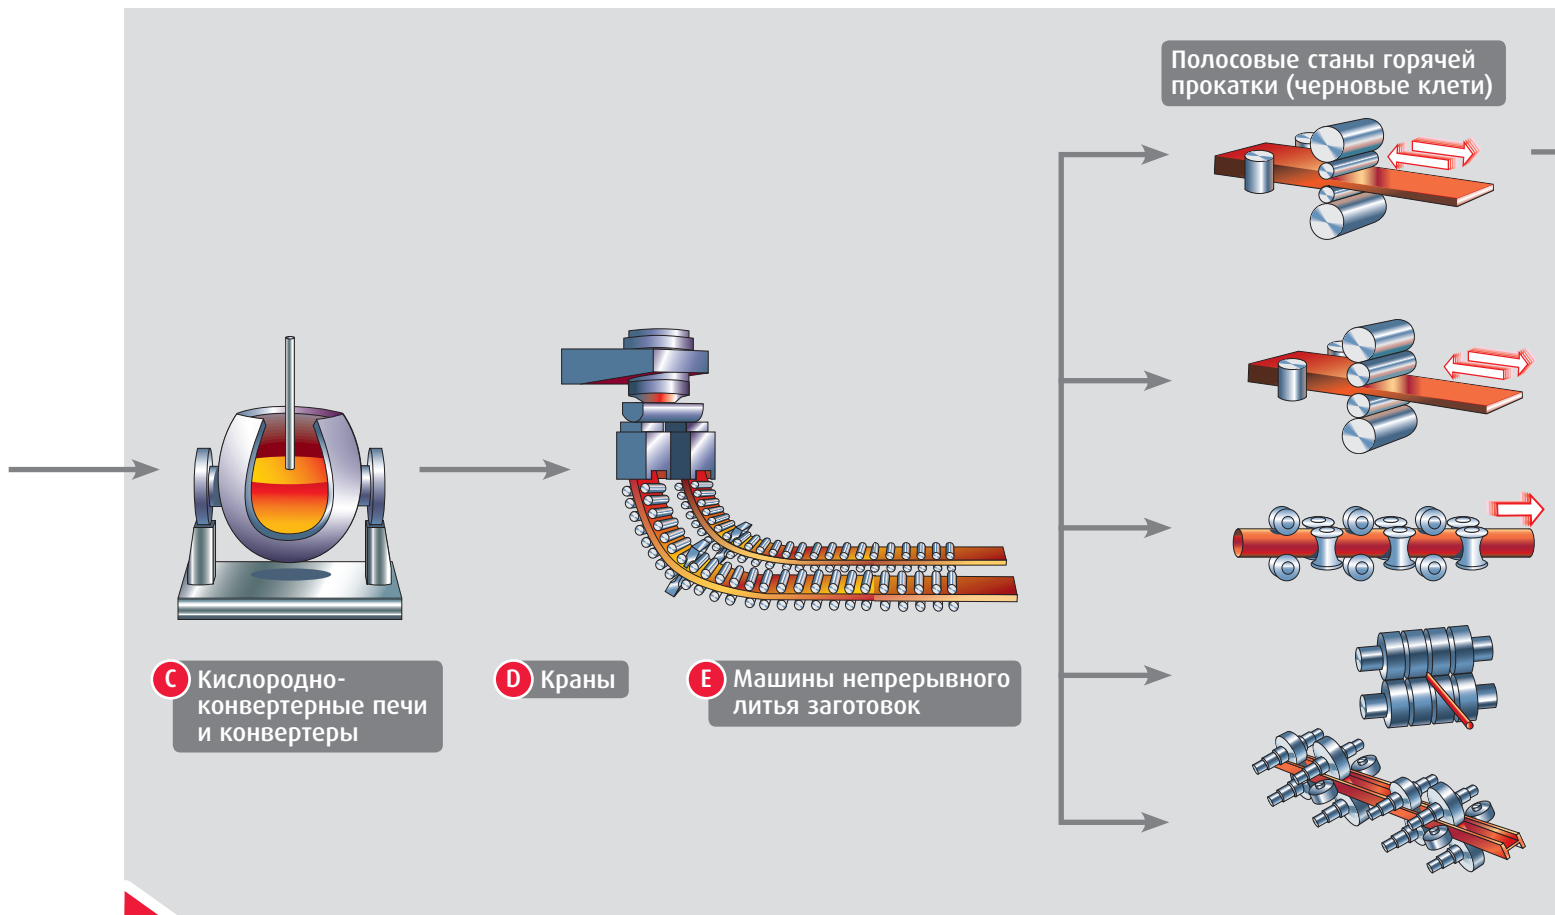 Полосовые станы горячей
прокатки (черновые клети)
C Кислородно-
конвертерные печи
и конвертеры
D Краны
E Машины непрерывного
литья заготовок